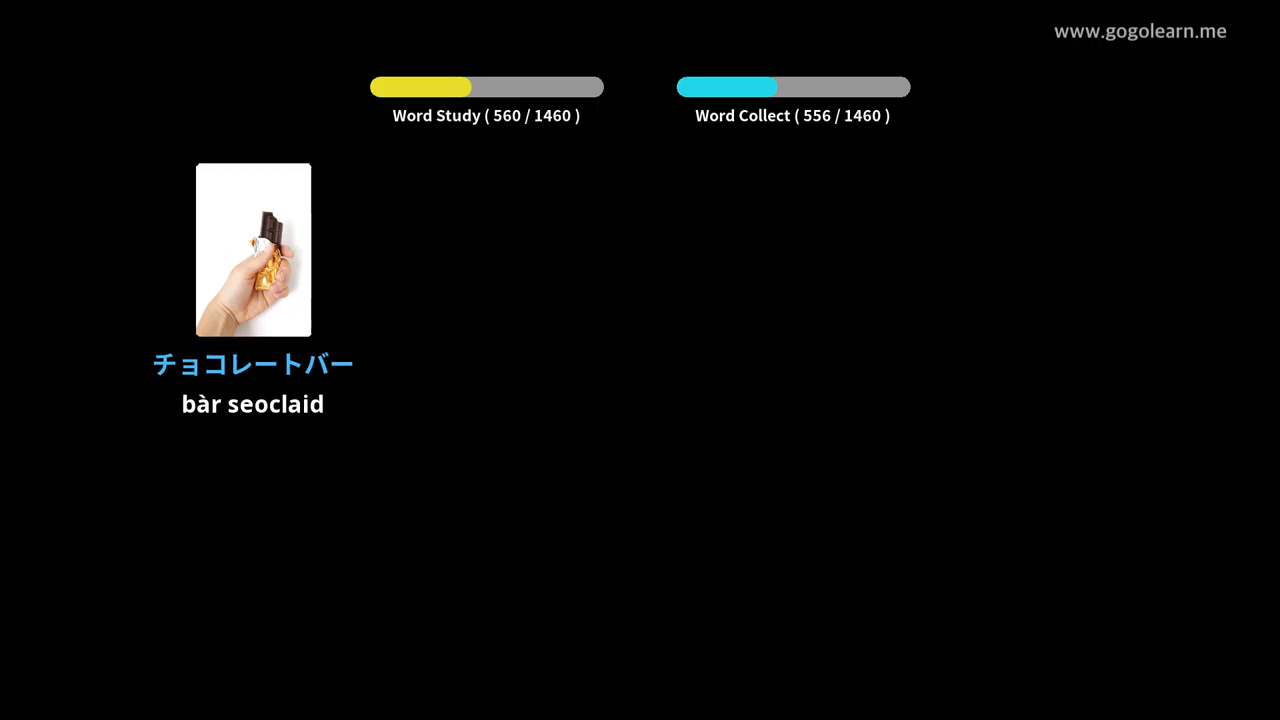 www.gogolearn.me
Word Study ( 560 / 1460 )
Word Collect ( 556 / 1460 )
チョコレートバー
bàr seoclaid